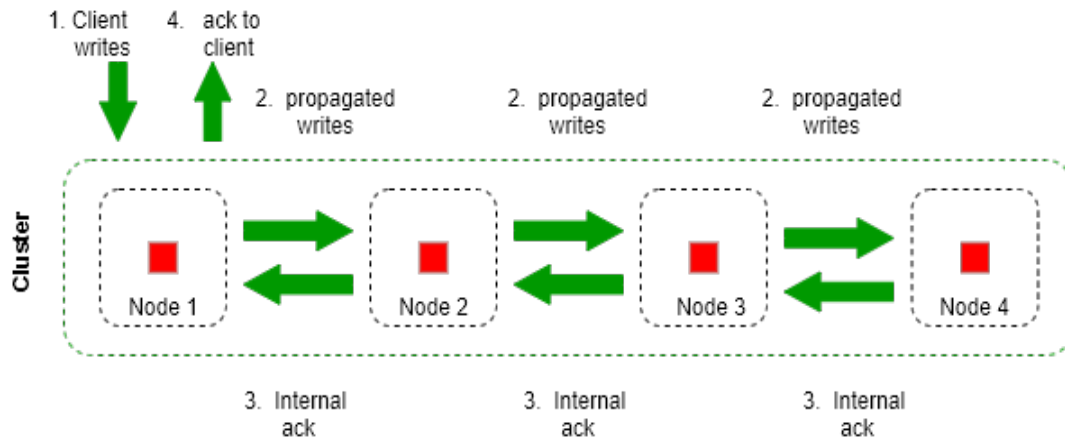 1. Client
writes
4. ack to
client
2. propagated
writes
2. propagated
writes
2. propagated
writes
Cluster
Node 1
Node 2
Node 3
Node 4
3. Internal
ack
3. Internal
ack
3. Internal
ack